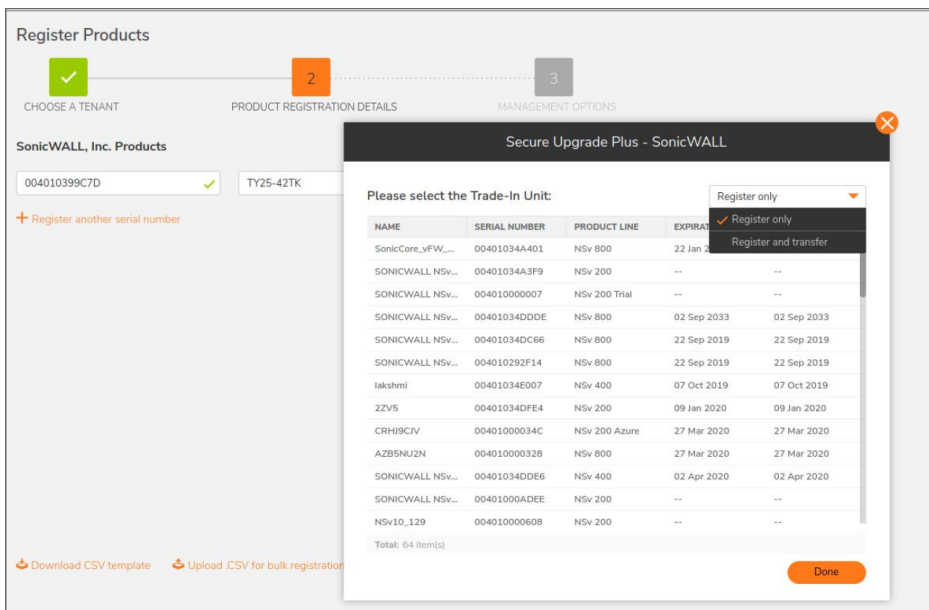 Register Products
2
3
CHOOSE A TENANT
PRODUCT REGISTRATION DETAILS
MANAGEMENT OPTIONS
SonicWALL, Inc. Products
004010399C7D
TY25-42TK
Register another serial number
Download CSV template
Upload .CSV for bulk registration
Secure Upgrade Plus - SonicWALL
Please select the Trade-In Unit:
Register only
Register only
Register and transfer
NAME SERIAL NUMBER PRODUCT LINE EXPIRAT
SonicCore_vFW_... 00401034A401 NSv 800 22 Jan 2
SONICWALL NSv... 00401034A3F9 NSv 200 -- --
SONICWALL NSv... 004010000007 NSv 200 Trial -- --
SONICWALL NSv... 00401034DDDE NSv 800 02 Sep 2033 02 Sep 2033
SONICWALL NSv... 00401034DC66 NSv 800 22 Sep 2019 22 Sep 2019
SONICWALL NSv... 004010292F14 NSv 800 22 Sep 2019 22 Sep 2019
lakshmi 00401034E007 NSv 400 07 Oct 2019 07 Oct 2019
2ZV5 00401034DFE4 NSv 200 09 Jan 2020 09 Jan 2020
CRHJ9CJV 00401000034C NSv 200 Azure 27 Mar 2020 27 Mar 2020
AZB5NU2N 004010000328 NSv 800 27 Mar 2020 27 Mar 2020
SONICWALL NSv... 00401034DDE6 NSv 400 02 Apr 2020 02 Apr 2020
SONICWALL NSv... 00401000ADEE NSv 200 -- --
NSv10_129 004010000608 NSv 200 -- --
Total: 64 item(s)
Done